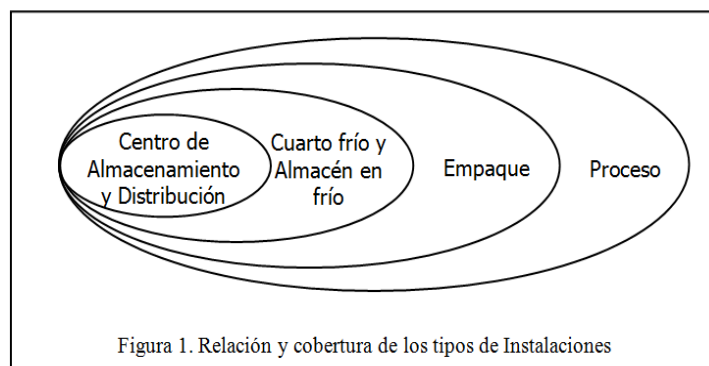 Centro de
Almacenamiento
y Distribución
Cuarto frío y
Almacén en
frío
Empaque
Proceso
Figura 1. Relación y cobertura de los tipos de Instalaciones